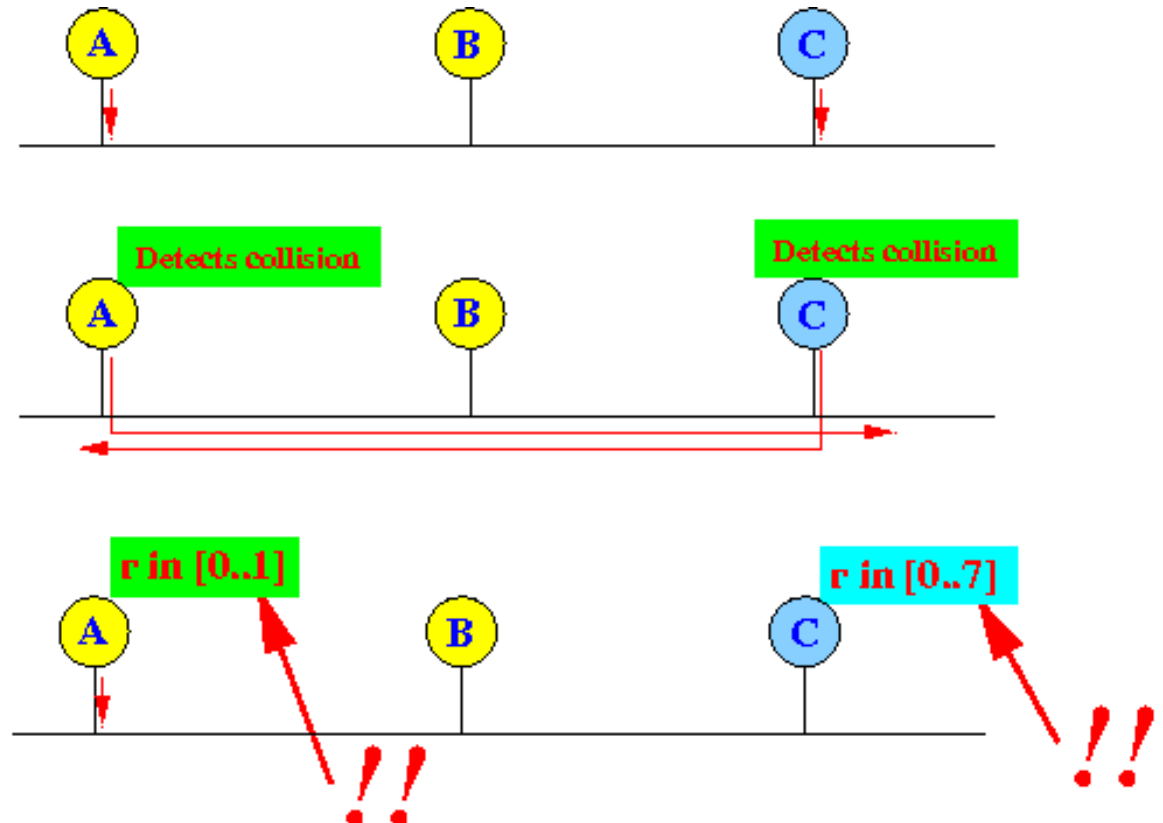 A B C
Detects collision Detects collision
A B C
r in [0..1] r in [0..7]
A B C
!! !!